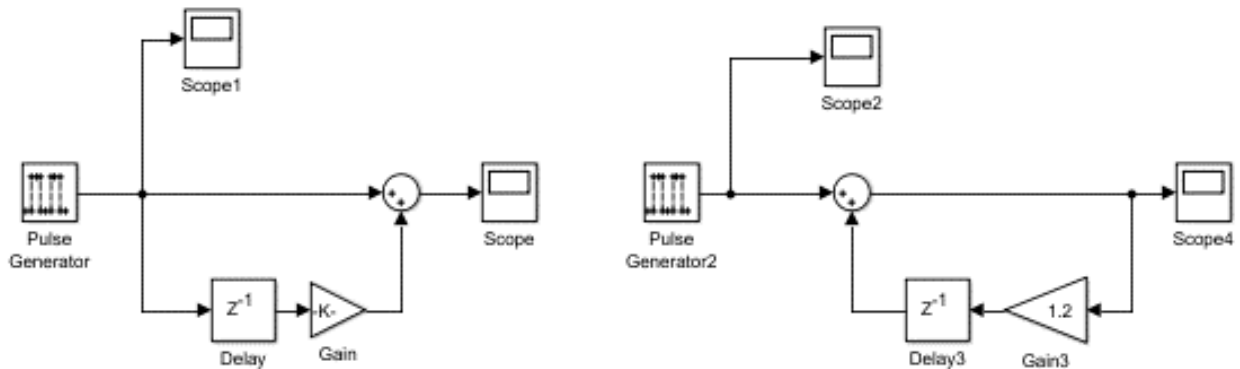 Scope1
Scope2
Pulse
Generator
Scope
Z-1
Delay
-K-
Gain
Pulse
Generator2
Scope4
Z-1
Delay3
1.2
Gain3